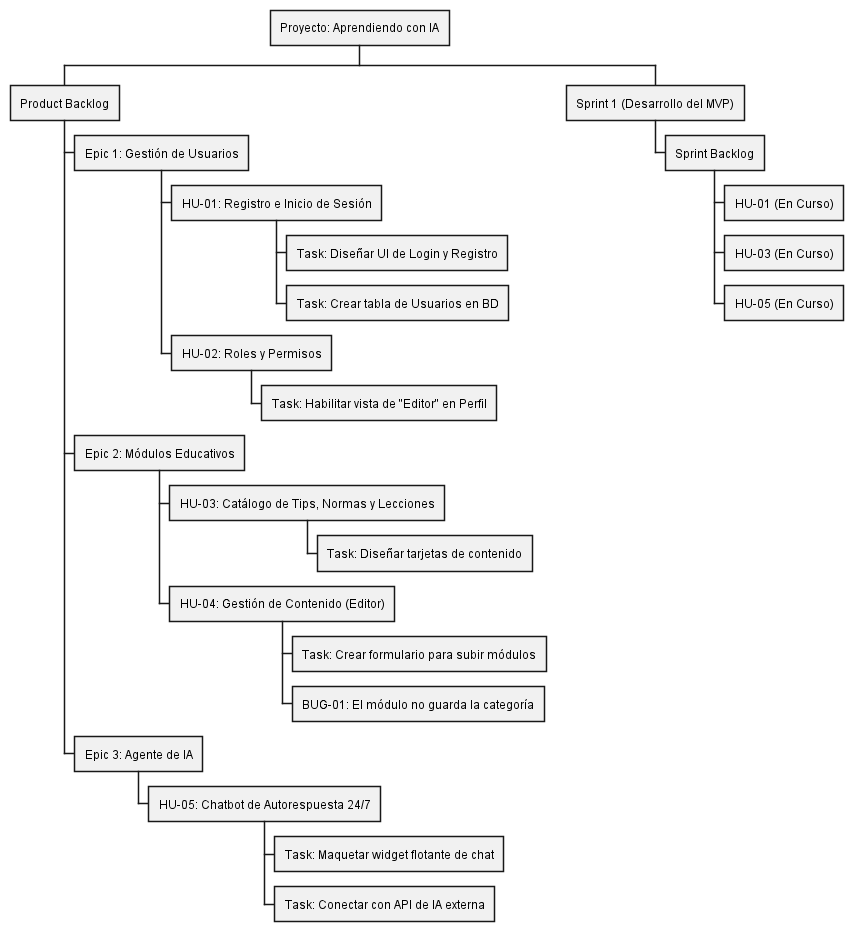 Proyecto: Aprendiendo con IA
Product Backlog
Epic 1: Gestión de Usuarios
HU-01: Registro e Inicio de Sesión
Task: Diseñar UI de Login y Registro
Task: Crear tabla de Usuarios en BD
HU-02: Roles y Permisos
Task: Habilitar vista de "Editor" en Perfil
Epic 2: Módulos Educativos
HU-03: Catálogo de Tips, Normas y Lecciones
Task: Diseñar tarjetas de contenido
HU-04: Gestión de Contenido (Editor)
Task: Crear formulario para subir módulos
BUG-01: El módulo no guarda la categoría
Epic 3: Agente de IA
HU-05: Chatbot de Autorespuesta 24/7
Task: Maquetar widget flotante de chat
Task: Conectar con API de IA externa
Sprint 1 (Desarrollo del MVP)
Sprint Backlog
HU-01 (En Curso)
HU-03 (En Curso)
HU-05 (En Curso)